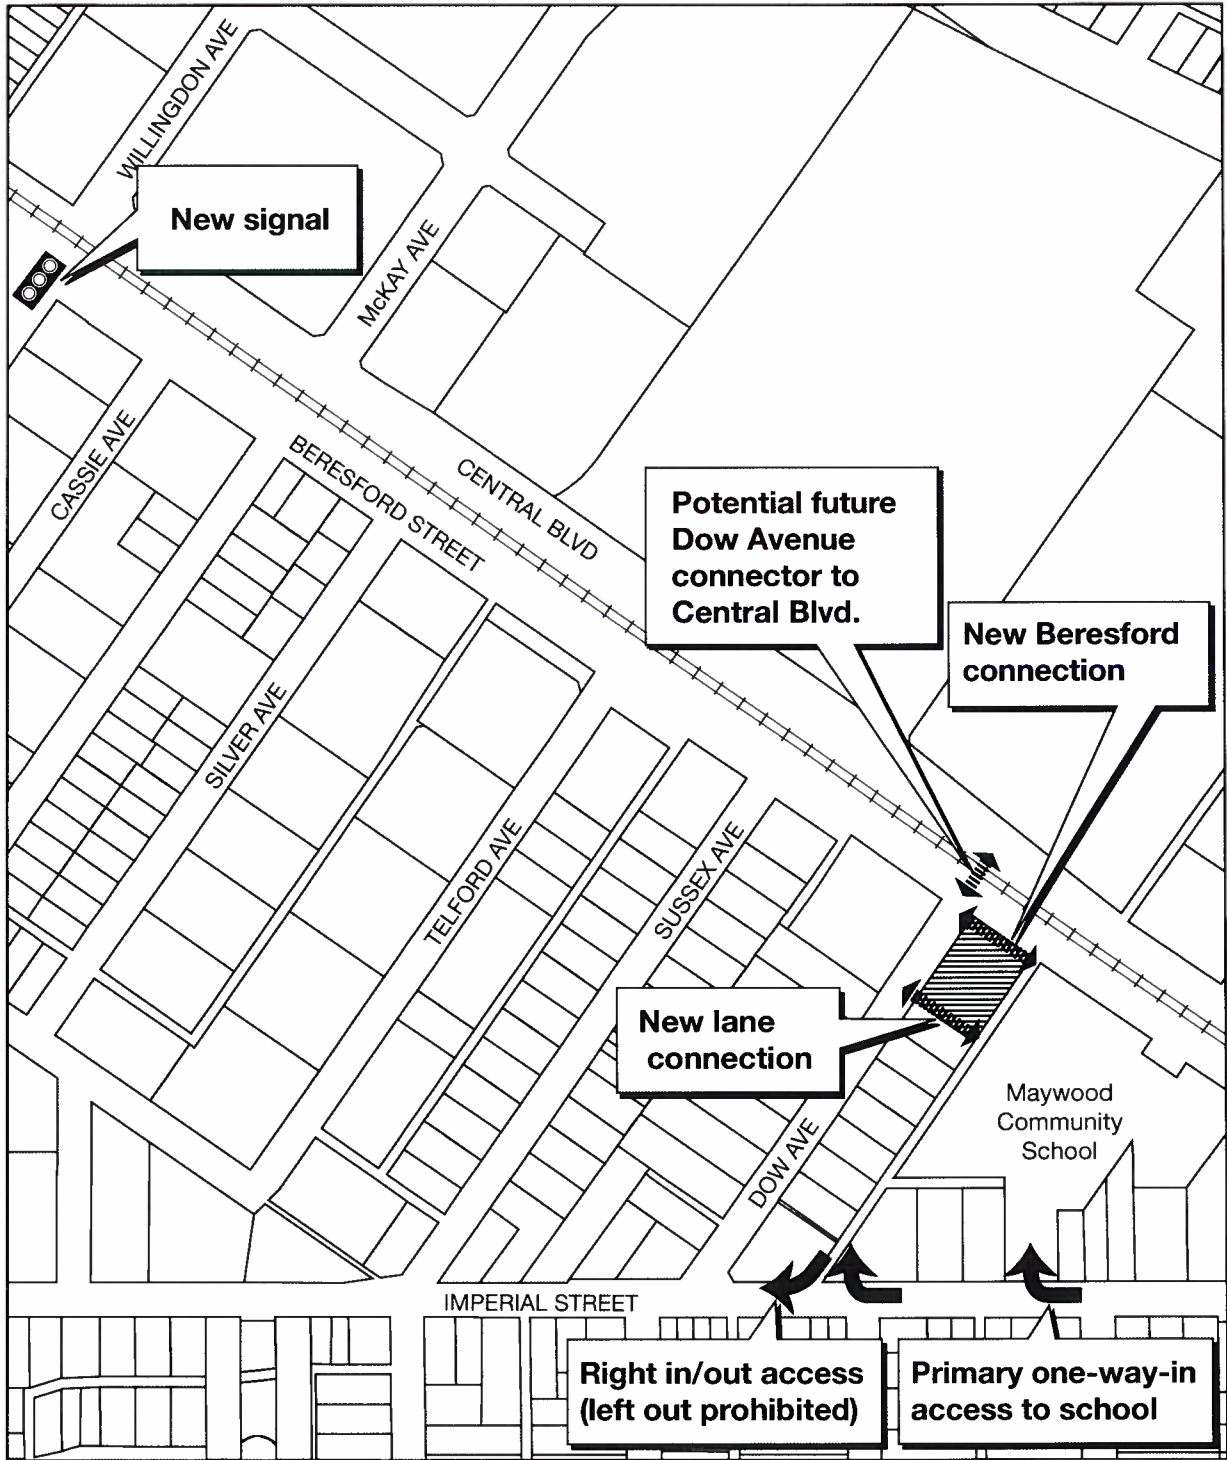 WILLINGDON AVE
New signal
McKAY AVE
CASSIE AVE
BERESFORD STREET
CENTRAL BLVD
Potential future
Dow Avenue
connector to
Central Blvd.
New Beresford
connection
SILVER AVE
TELFORD AVE
SUSSEX AVE
New lane
connection
Maywood
Community
School
DOW AVE
IMPERIAL STREET
Right in/out access
(left out prohibited)
Primary one-way-in
access to school